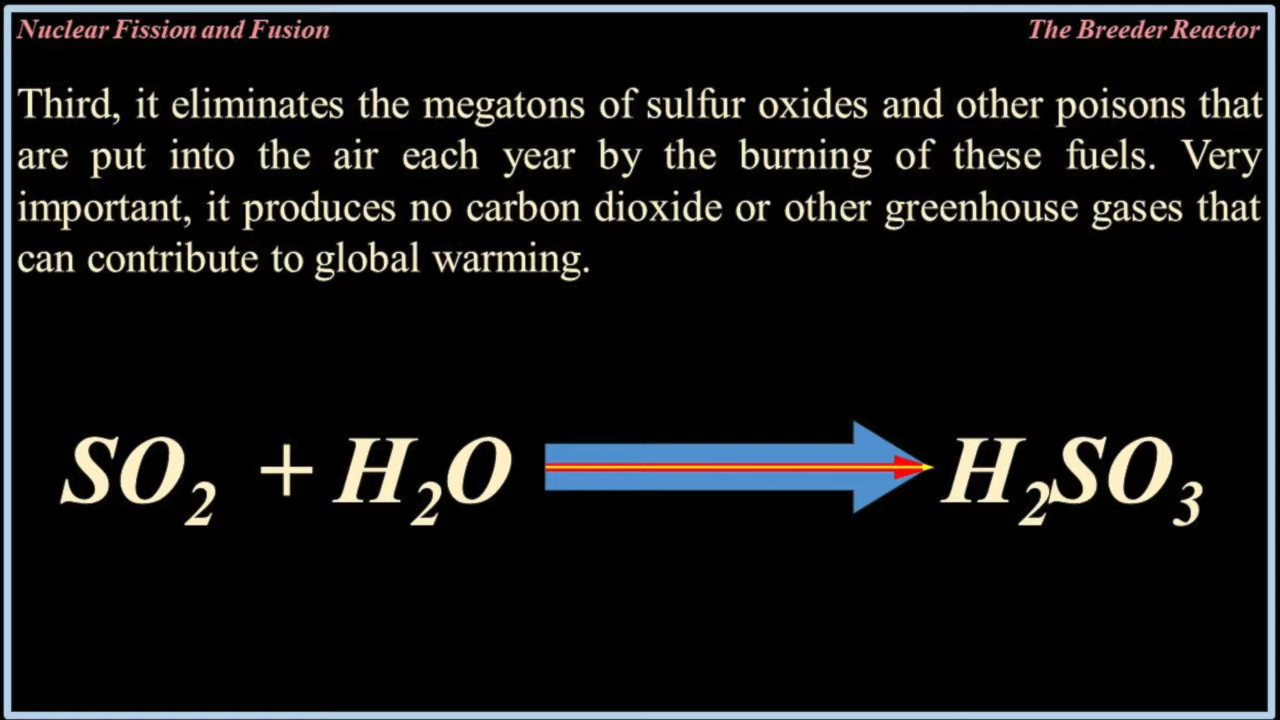 Nuclear Fission and Fusion
The Breeder Reactor
Third, it eliminates the megatons of sulfur oxides and other poisons that
are put into the air each year by the burning of these fuels. Very
important, it produces no carbon dioxide or other greenhouse gases that
can contribute to global warming.
SO₂ + H₂O → H₂SO₃